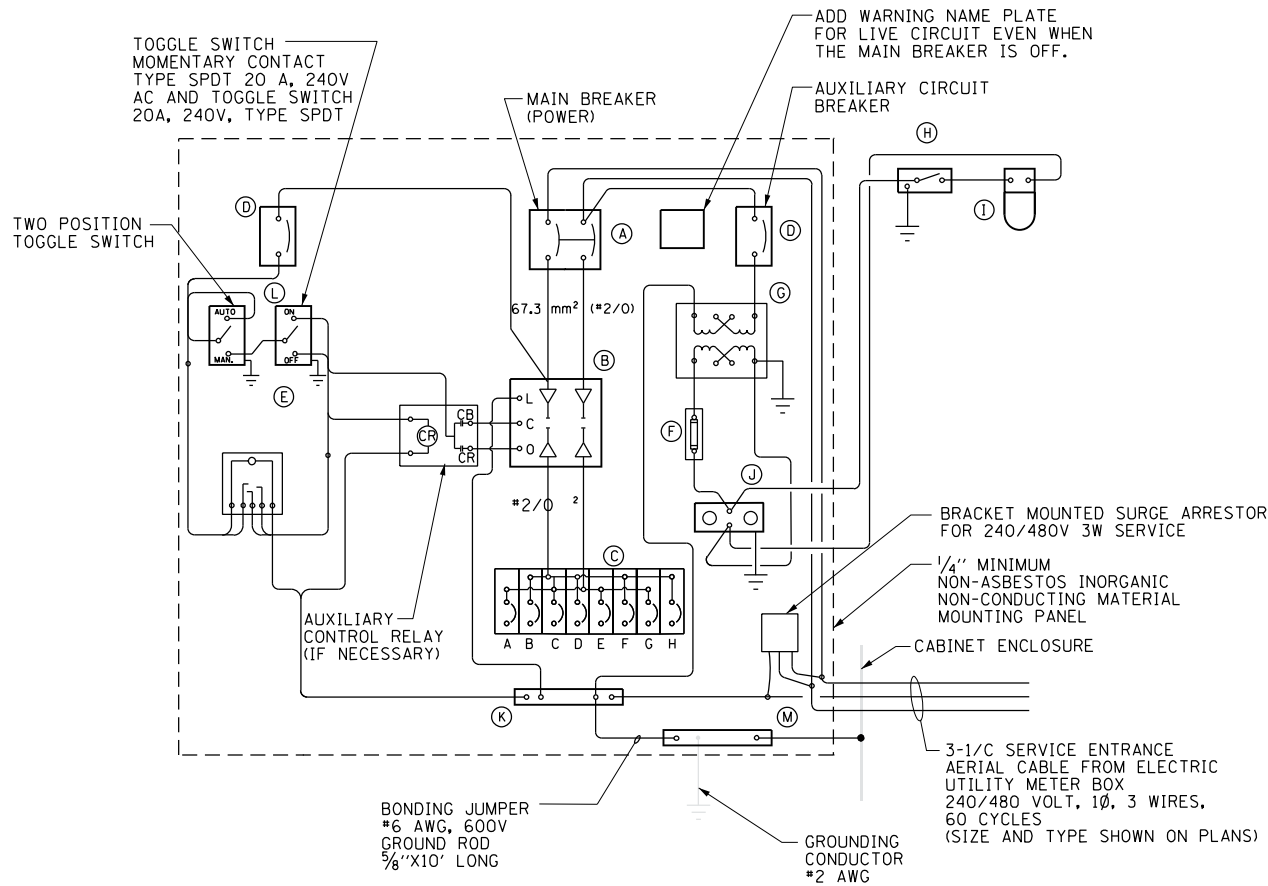 ADD WARNING NAME PLATE
FOR LIVE CIRCUIT EVEN WHEN
THE MAIN BREAKER IS OFF.
TOGGLE SWITCH
MOMENTARY CONTACT
TYPE SPDT 20 A, 240V
AC AND TOGGLE SWITCH
20A, 240V, TYPE SPDT
MAIN BREAKER
(POWER)
AUXILIARY CIRCUIT
BREAKER
H
D
A
D
I
TWO POSITION
TOGGLE SWITCH
L
G
AUTO
MAN.
ON
OFF
67.3 mm² (#2/0)
B
E
L
C
O
CB
CR
CR
F
J
#2/0 ²
C
A B C D E F G H
BRACKET MOUNTED SURGE ARRESTOR
FOR 240/480V 3W SERVICE
1/4'' MINIMUM
NON-ASBESTOS INORGANIC
NON-CONDUCTING MATERIAL
MOUNTING PANEL
AUXILIARY
CONTROL RELAY
(IF NECESSARY)
CABINET ENCLOSURE
K
M
3-1/C SERVICE ENTRANCE
AERIAL CABLE FROM ELECTRIC
UTILITY METER BOX
240/480 VOLT, 1Ø, 3 WIRES,
60 CYCLES
(SIZE AND TYPE SHOWN ON PLANS)
BONDING JUMPER
#6 AWG, 600V
GROUND ROD
5/8''X10' LONG
GROUNDING
CONDUCTOR
#2 AWG